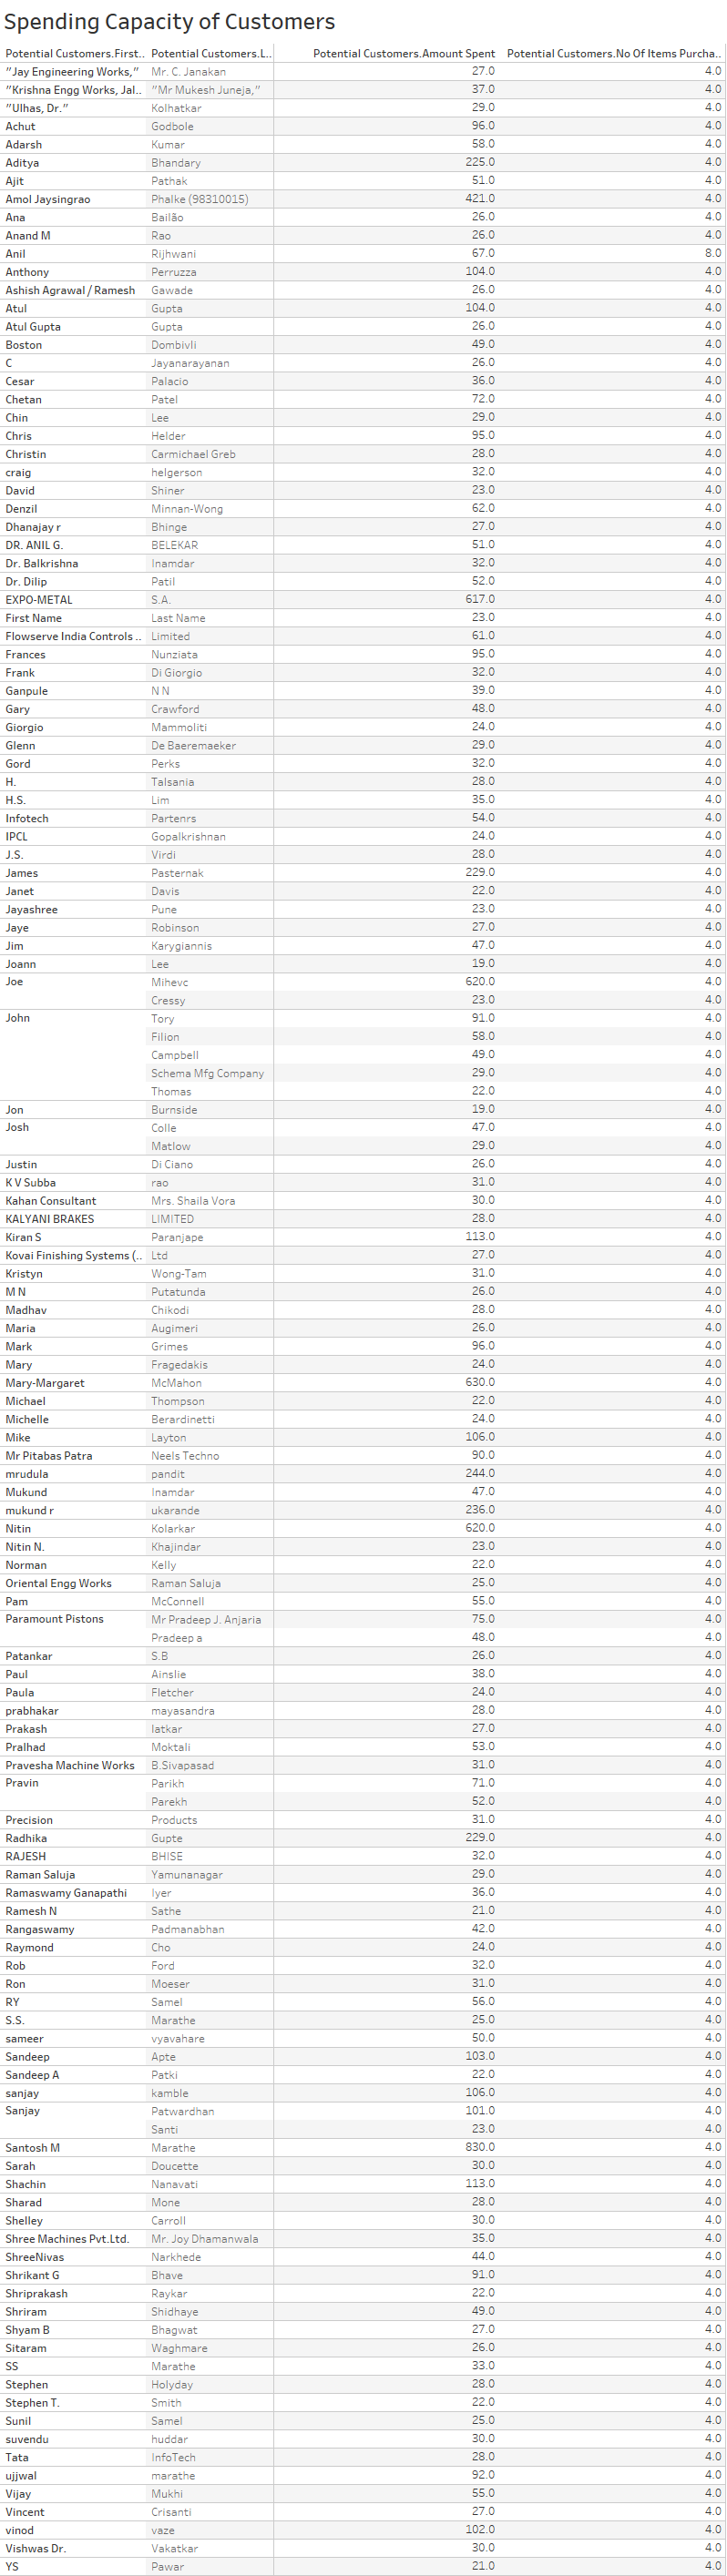 Spending Capacity of Customers
Potential Customers.First.. Potential Customers.L.. Potential Customers.Amount Spent Potential Customers.No Of Items Purcha..
"Jay Engineering Works," Mr. C. Janakan 27.0 4.0
"Krishna Engg Works, Jal.. "Mr Mukesh Juneja," 37.0 4.0
"Ulhas, Dr." Kolhatkar 29.0 4.0
Achut Godbole 96.0 4.0
Adarsh Kumar 58.0 4.0
Aditya Bhandary 225.0 4.0
Ajit Pathak 51.0 4.0
Amol Jaysingrao Phalke (98310015) 421.0 4.0
Ana Bailão 26.0 4.0
Anand M Rao 26.0 4.0
Anil Rijhwani 67.0 8.0
Anthony Perruzza 104.0 4.0
Ashish Agrawal / Ramesh Gawade 26.0 4.0
Atul Gupta 104.0 4.0
Atul Gupta Gupta 26.0 4.0
Boston Dombivli 49.0 4.0
C Jayanarayanan 26.0 4.0
Cesar Palacio 36.0 4.0
Chetan Patel 72.0 4.0
Chin Lee 29.0 4.0
Chris Helder 95.0 4.0
Christin Carmichael Greb 28.0 4.0
craig helgerson 32.0 4.0
David Shiner 23.0 4.0
Denzil Minnan-Wong 62.0 4.0
Dhanajay r Bhinge 27.0 4.0
DR. ANIL G. BELEKAR 51.0 4.0
Dr. Balkrishna Inamdar 32.0 4.0
Dr. Dilip Patil 52.0 4.0
EXPO-METAL S.A. 617.0 4.0
First Name Last Name 23.0 4.0
Flowserve India Controls .. Limited 61.0 4.0
Frances Nunziata 95.0 4.0
Frank Di Giorgio 32.0 4.0
Ganpule N N 39.0 4.0
Gary Crawford 48.0 4.0
Giorgio Mammoliti 24.0 4.0
Glenn De Baeremaeker 29.0 4.0
Gord Perks 32.0 4.0
H. Talsania 28.0 4.0
H.S. Lim 35.0 4.0
Infotech Partenrs 54.0 4.0
IPCL Gopalkrishnan 24.0 4.0
J.S. Virdi 28.0 4.0
James Pasternak 229.0 4.0
Janet Davis 22.0 4.0
Jayashree Pune 23.0 4.0
Jaye Robinson 27.0 4.0
Jim Karygiannis 47.0 4.0
Joann Lee 19.0 4.0
Joe Mihevc 620.0 4.0
Cressy 23.0 4.0
John Tory 91.0 4.0
Filion 58.0 4.0
Campbell 49.0 4.0
Schema Mfg Company 29.0 4.0
Thomas 22.0 4.0
Jon Burnside 19.0 4.0
Josh Colle 47.0 4.0
Matlow 29.0 4.0
Justin Di Ciano 26.0 4.0
K V Subba rao 31.0 4.0
Kahan Consultant Mrs. Shaila Vora 30.0 4.0
KALYANI BRAKES LIMITED 28.0 4.0
Kiran S Paranjape 113.0 4.0
Kovai Finishing Systems (.. Ltd 27.0 4.0
Kristyn Wong-Tam 31.0 4.0
M N Putatunda 26.0 4.0
Madhav Chikodi 28.0 4.0
Maria Augimeri 26.0 4.0
Mark Grimes 96.0 4.0
Mary Fragedakis 24.0 4.0
Mary-Margaret McMahon 630.0 4.0
Michael Thompson 22.0 4.0
Michelle Berardinetti 24.0 4.0
Mike Layton 106.0 4.0
Mr Pitabas Patra Neels Techno 90.0 4.0
mrudula pandit 244.0 4.0
Mukund Inamdar 47.0 4.0
mukund r ukarande 236.0 4.0
Nitin Kolarkar 620.0 4.0
Nitin N. Khajindar 23.0 4.0
Norman Kelly 22.0 4.0
Oriental Engg Works Raman Saluja 25.0 4.0
Pam McConnell 55.0 4.0
Paramount Pistons Mr Pradeep J. Anjaria 75.0 4.0
Pradeep a 48.0 4.0
Patankar S.B 26.0 4.0
Paul Ainslie 38.0 4.0
Paula Fletcher 24.0 4.0
prabhakar mayasandra 28.0 4.0
Prakash latkar 27.0 4.0
Pralhad Moktali 53.0 4.0
Pravesha Machine Works B.Sivapasad 31.0 4.0
Pravin Parikh 71.0 4.0
Parekh 52.0 4.0
Precision Products 31.0 4.0
Radhika Gupte 229.0 4.0
RAJESH BHISE 32.0 4.0
Raman Saluja Yamunanagar 29.0 4.0
Ramaswamy Ganapathi Iyer 36.0 4.0
Ramesh N Sathe 21.0 4.0
Rangaswamy Padmanabhan 42.0 4.0
Raymond Cho 24.0 4.0
Rob Ford 32.0 4.0
Ron Moeser 31.0 4.0
RY Samel 56.0 4.0
S.S. Marathe 25.0 4.0
sameer vyavahare 50.0 4.0
Sandeep Apte 103.0 4.0
Sandeep A Patki 22.0 4.0
sanjay kamble 106.0 4.0
Sanjay Patwardhan 101.0 4.0
Santi 23.0 4.0
Santosh M Marathe 830.0 4.0
Sarah Doucette 30.0 4.0
Shachin Nanavati 113.0 4.0
Sharad Mone 28.0 4.0
Shelley Carroll 30.0 4.0
Shree Machines Pvt.Ltd. Mr. Joy Dhamanwala 35.0 4.0
ShreeNivas Narkhede 44.0 4.0
Shrikant G Bhave 91.0 4.0
Shriprakash Raykar 22.0 4.0
Shriram Shidhaye 49.0 4.0
Shyam B Bhagwat 27.0 4.0
Sitaram Waghmare 26.0 4.0
SS Marathe 33.0 4.0
Stephen Holyday 28.0 4.0
Stephen T. Smith 22.0 4.0
Sunil Samel 25.0 4.0
suvendu huddar 30.0 4.0
Tata InfoTech 28.0 4.0
ujjwal marathe 92.0 4.0
Vijay Mukhi 55.0 4.0
Vincent Crisanti 27.0 4.0
vinod vaze 102.0 4.0
Vishwas Dr. Vakatkar 30.0 4.0
YS Pawar 21.0 4.0